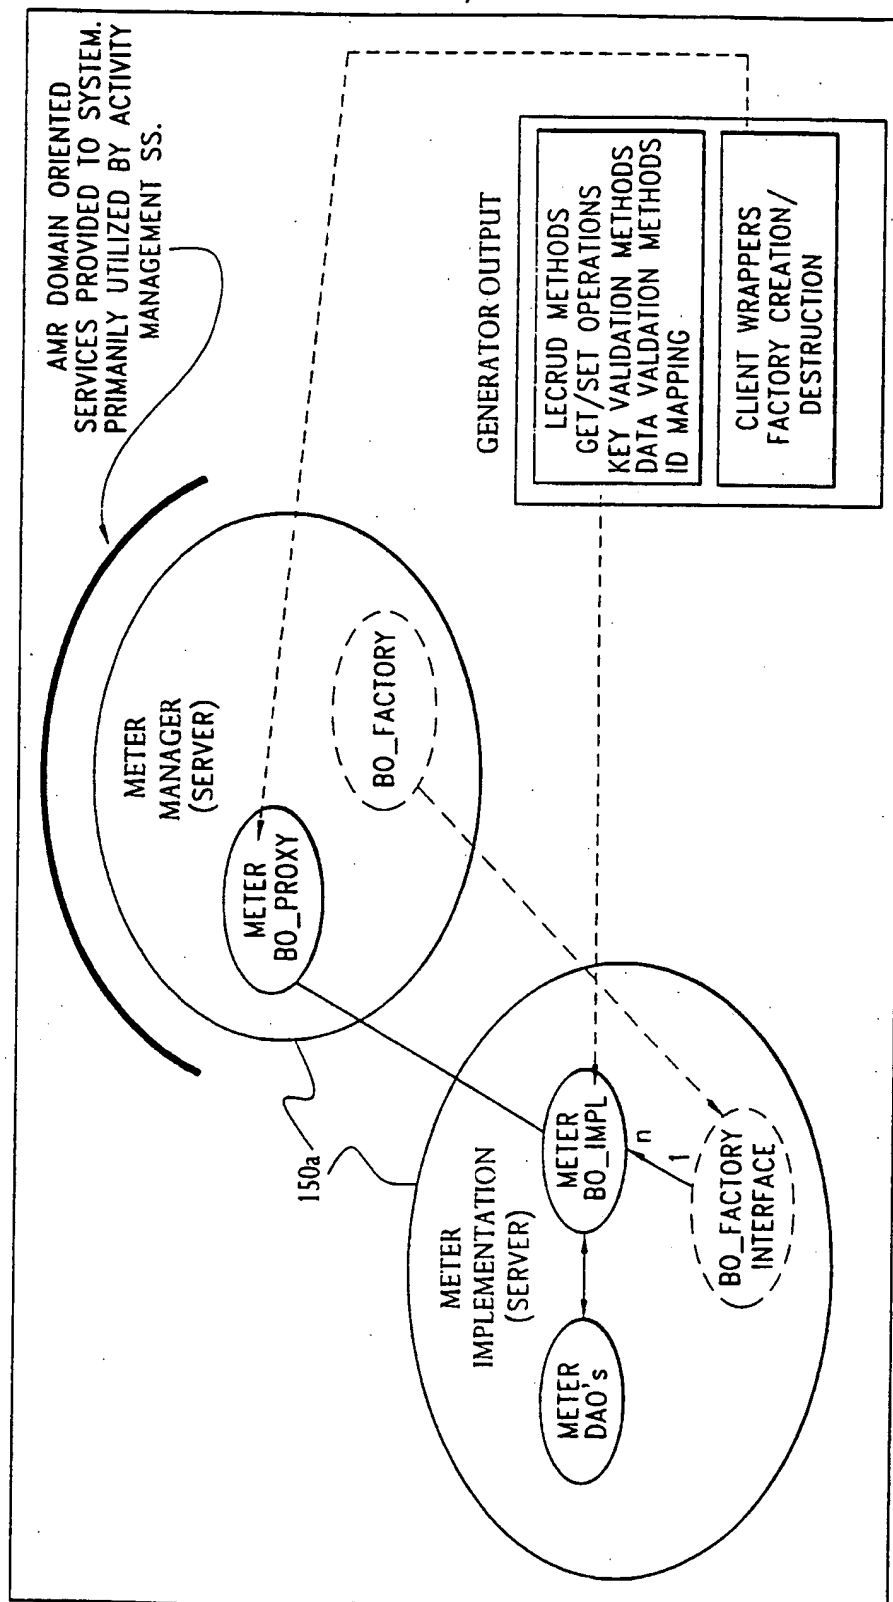 AMR DOMAIN ORIENTED
SERVICES PROVIDED TO SYSTEM.
PRIMANILY UTILIZED BY ACTIVITY
MANAGEMENT SS.
METER
MANAGER
(SERVER)
METER
BO_PROXY
BO_FACTORY
150a
METER
IMPLEMENTATION
(SERVER)
METER
DAO's
METER
BO_IMPL
n
1
BO_FACTORY
INTERFACE
GENERATOR OUTPUT
LECRUD METHODS
GET/SET OPERATIONS
KEY VALIDATION METHODS
DATA VALDATION METHODS
ID MAPPING
CLIENT WRAPPERS
FACTORY CREATION/
DESTRUCTION